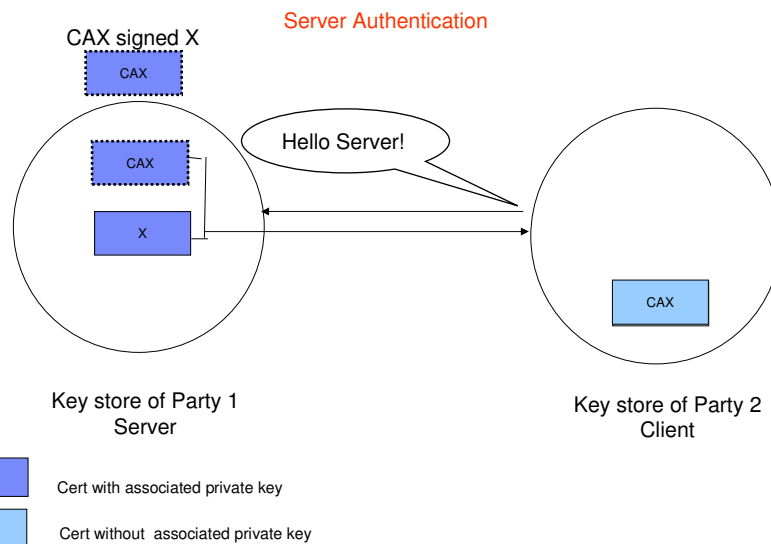 Server Authentication
CAX signed X
CAX
CAX
Hello Server!
X
CAX
Key store of Party 1
Server
Key store of Party 2
Client
Cert with associated private key
Cert without associated private key